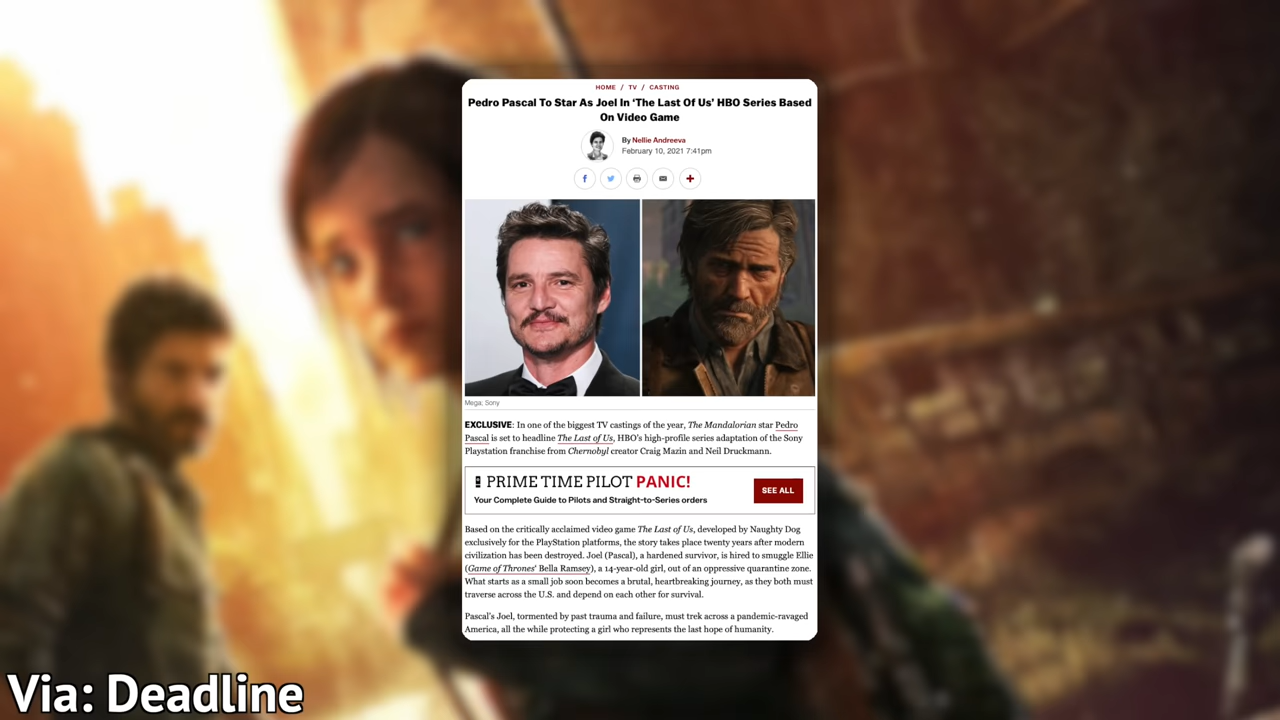 HOME / TV / CASTING
Pedro Pascal To Star As Joel In ‘The Last Of Us’ HBO Series Based
On Video Game
By Nellie Andreeva
February 10, 2021 7:41pm
Mega; Sony
EXCLUSIVE: In one of the biggest TV castings of the year, The Mandalorian star Pedro
Pascal is set to headline The Last of Us, HBO’s high-profile series adaptation of the Sony
Playstation franchise from Chernobyl creator Craig Mazin and Neil Druckmann.
PRIME TIME PILOT PANIC!
Your Complete Guide to Pilots and Straight-to-Series orders
SEE ALL
Based on the critically acclaimed video game The Last of Us, developed by Naughty Dog
exclusively for the PlayStation platforms, the story takes place twenty years after modern
civilization has been destroyed. Joel (Pascal), a hardened survivor, is hired to smuggle Ellie
(Game of Thrones’ Bella Ramsey), a 14-year-old girl, out of an oppressive quarantine zone.
What starts as a small job soon becomes a brutal, heartbreaking journey, as they both must
traverse across the U.S. and depend on each other for survival.
Pascal’s Joel, tormented by past trauma and failure, must trek across a pandemic-ravaged
America, all the while protecting a girl who represents the last hope of humanity.
Via: Deadline